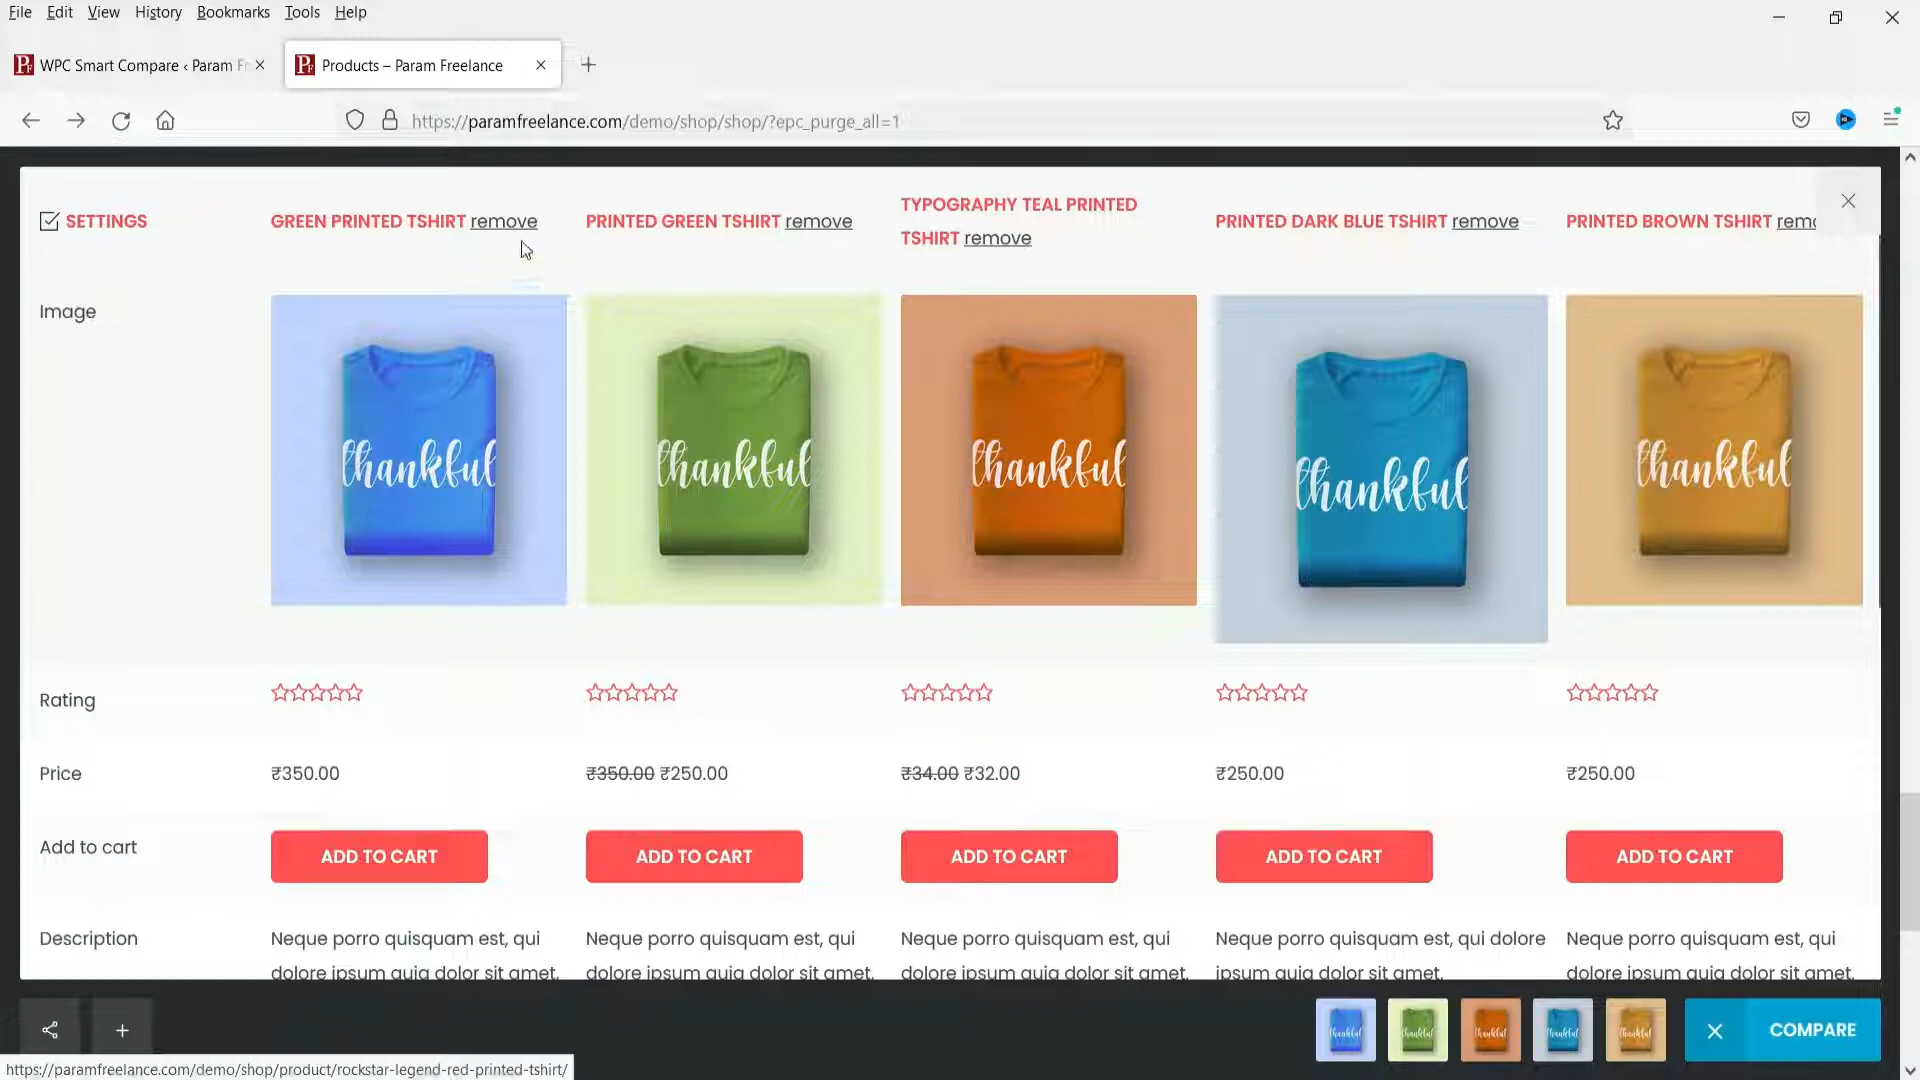 File Edit View History Bookmarks Tools Help
WPC Smart Compare ‹ Param Fr
Products – Param Freelance
https://paramfreelance.com/demo/shop/shop/?epc_purge_all=1
SETTINGS
GREEN PRINTED TSHIRT remove
PRINTED GREEN TSHIRT remove
TYPOGRAPHY TEAL PRINTED
TSHIRT remove
PRINTED DARK BLUE TSHIRT remove
PRINTED BROWN TSHIRT remo
Image
thankful
thankful
thankful
thankful
thankful
Rating
Price
₹350.00
₹350.00 ₹250.00
₹34.00 ₹32.00
₹250.00
₹250.00
Add to cart
ADD TO CART
ADD TO CART
ADD TO CART
ADD TO CART
ADD TO CART
Description
Neque porro quisquam est, qui
dolore ipsum quia dolor sit amet,
Neque porro quisquam est, qui
dolore ipsum quia dolor sit amet,
Neque porro quisquam est, qui
dolore ipsum quia dolor sit amet,
Neque porro quisquam est, qui dolore
ipsum quia dolor sit amet,
Neque porro quisquam est, qui
dolore ipsum quia dolor sit amet,
thankful
thankful
thankful
thankful
thankful
COMPARE
https://paramfreelance.com/demo/shop/product/rockstar-legend-red-printed-tshirt/